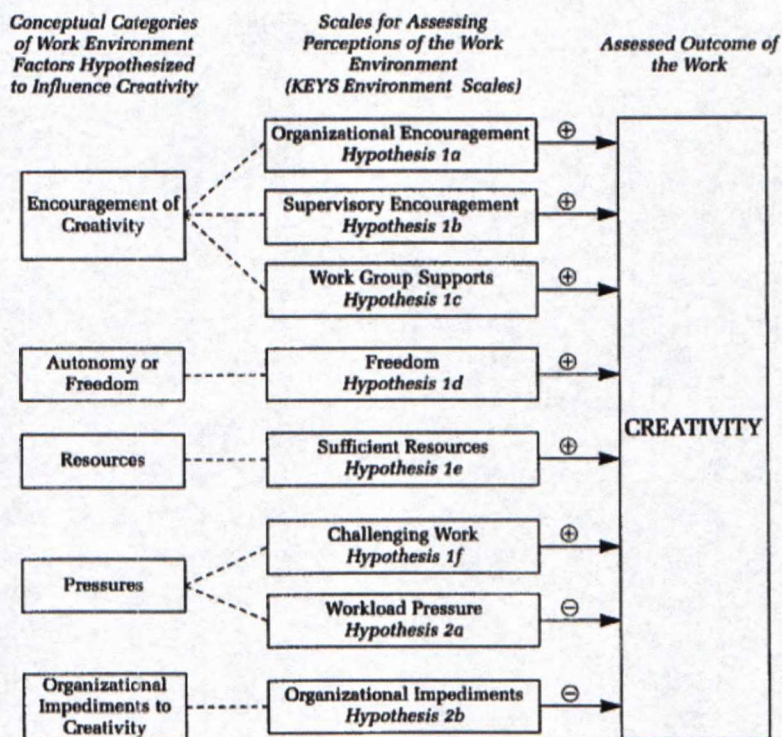 Conceptual Categories
of Work Environment
Factors Hypothesized
to Influence Creativity
Scales for Assessing
Perceptions of the Work
Environment
(KEYS Environment Scales)
Assessed Outcome of
the Work
Encouragement of
Creativity
Organizational Encouragement
Hypothesis 1a
⊕
Supervisory Encouragement
Hypothesis 1b
⊕
Work Group Supports
Hypothesis 1c
⊕
Autonomy or
Freedom
Freedom
Hypothesis 1d
⊕
CREATIVITY
Resources
Sufficient Resources
Hypothesis 1e
⊕
Pressures
Challenging Work
Hypothesis 1f
⊕
Workload Pressure
Hypothesis 2a
⊖
Organizational
Impediments to
Creativity
Organizational Impediments
Hypothesis 2b
⊖